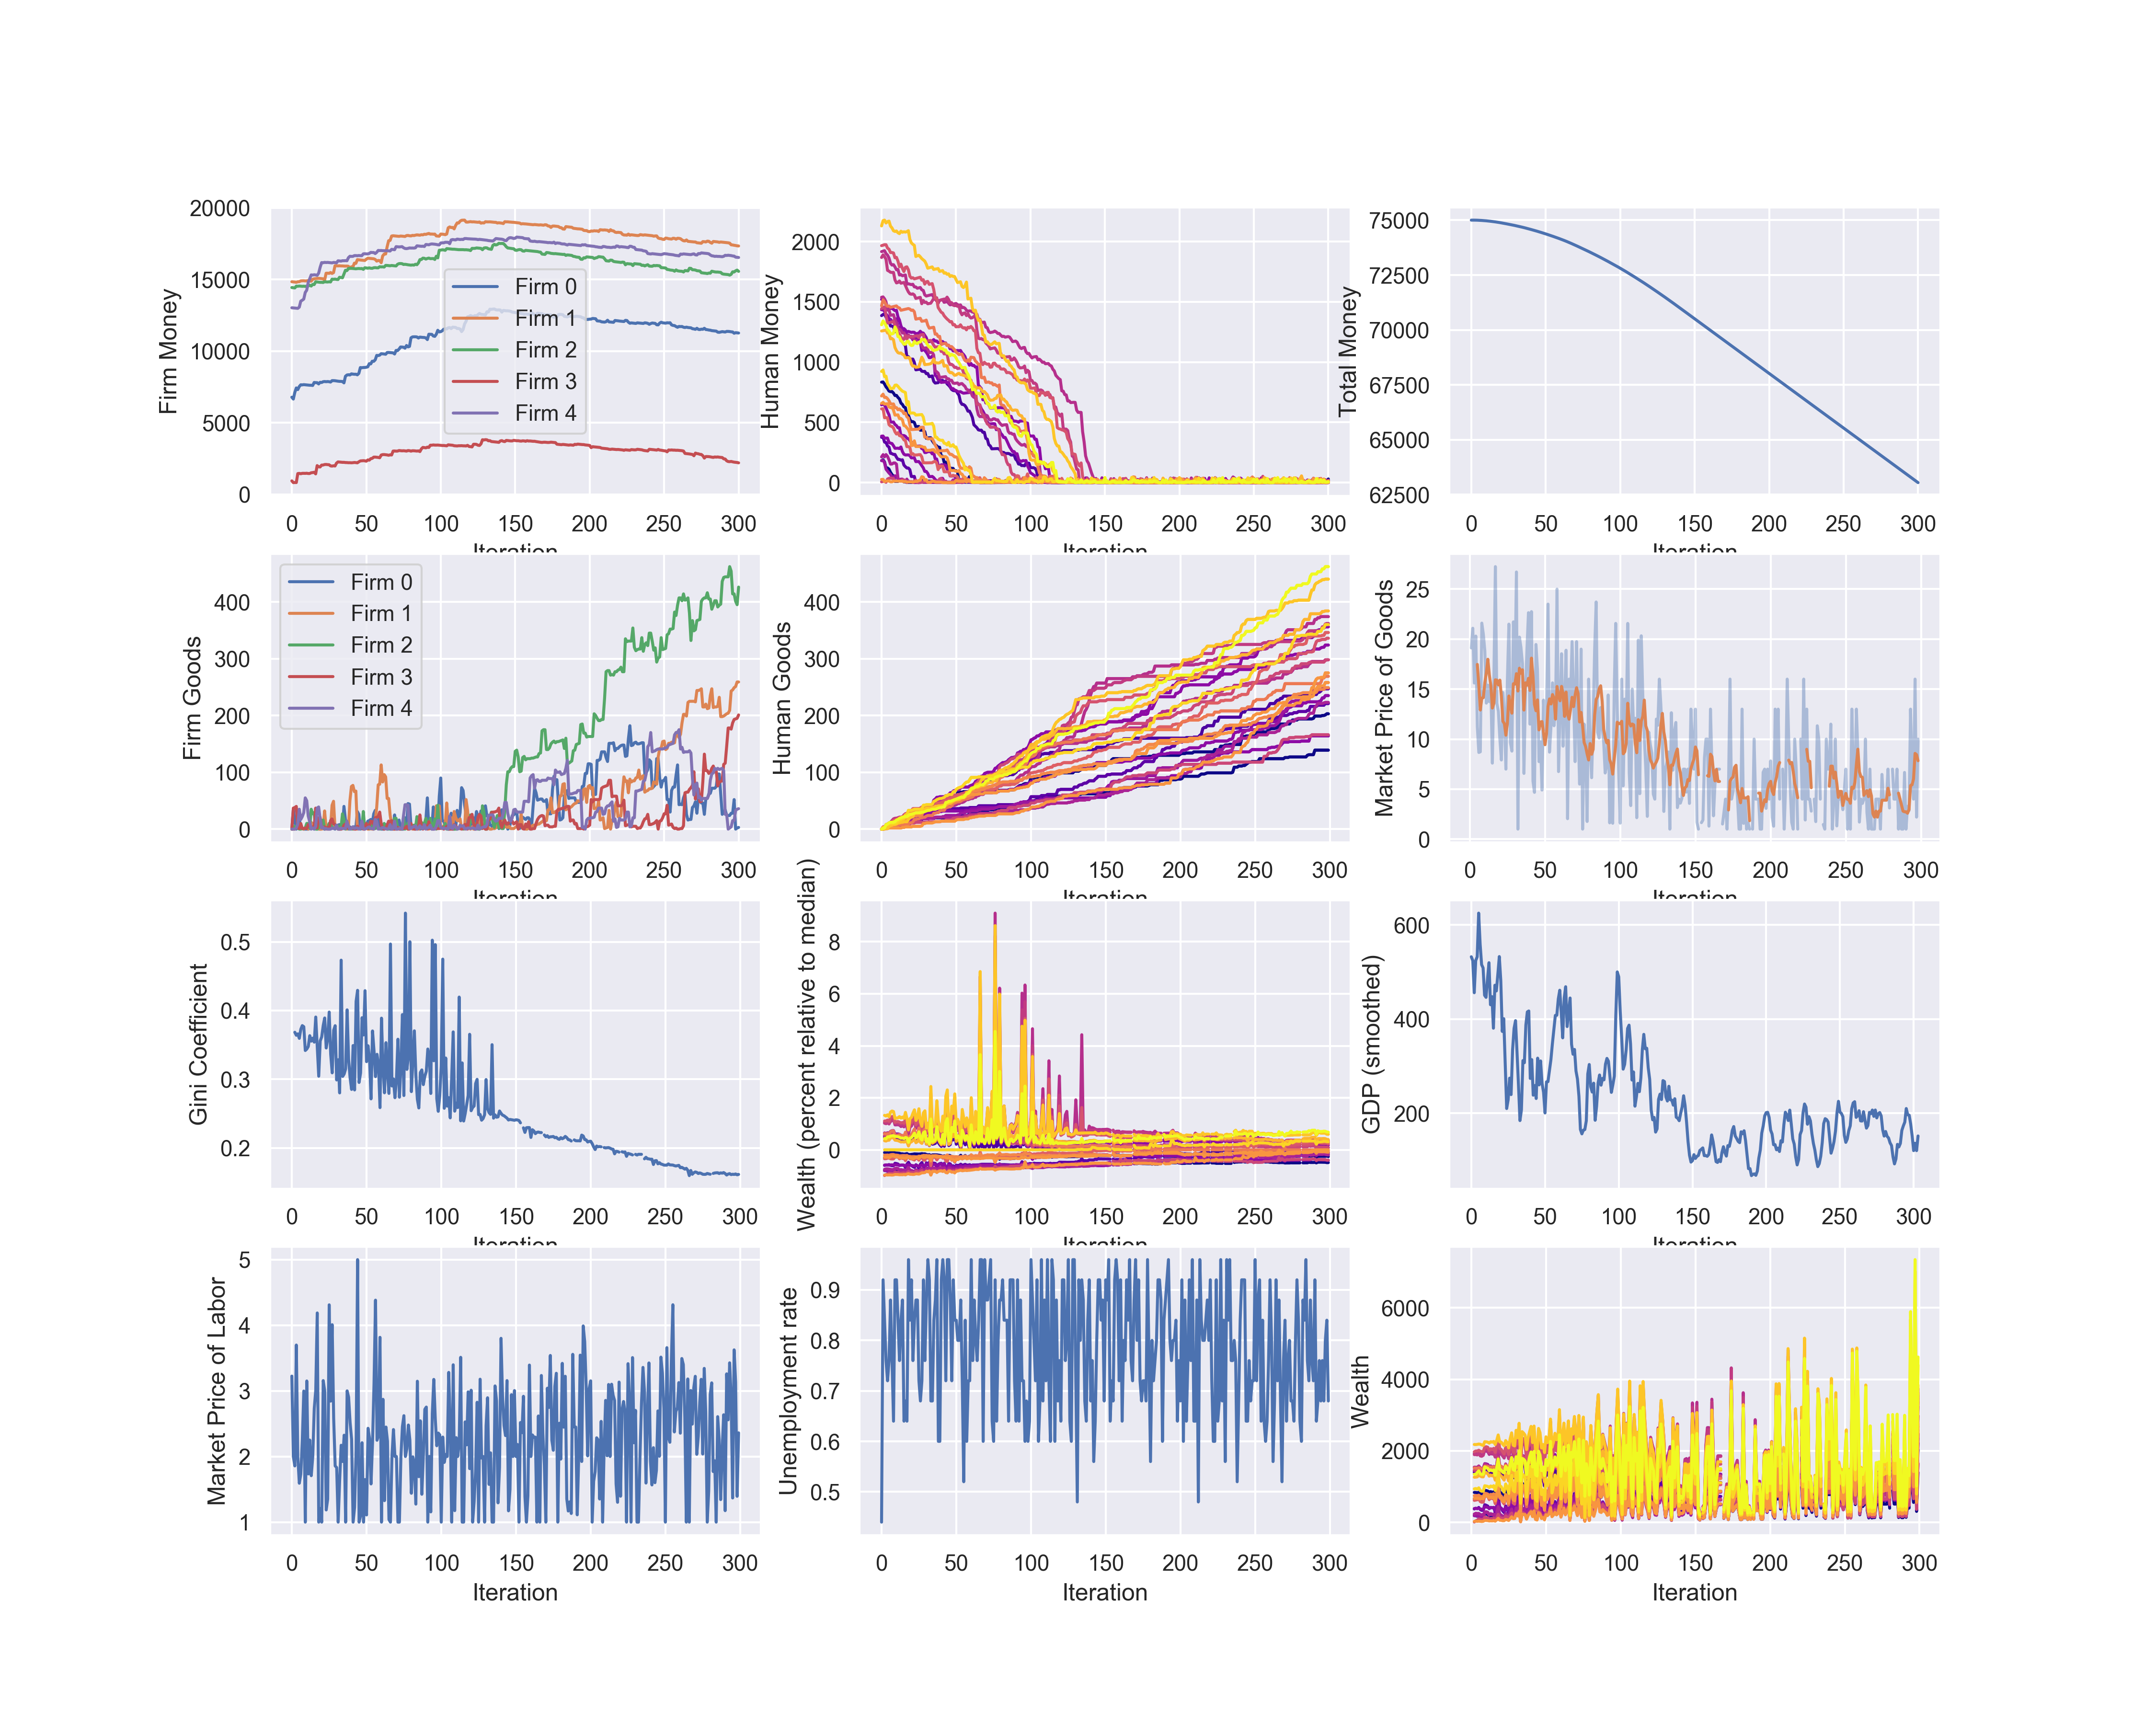 Firm Money
20000
15000
10000
5000
0
Firm 0
Firm 1
Firm 2
Firm 3
Firm 4
0 50 100 150 200 250 300
Iteration
Human Money
2000
1500
1000
500
0
0 50 100 150 200 250 300
Iteration
Total Money
75000
72500
70000
67500
65000
62500
0 50 100 150 200 250 300
Iteration
Firm Goods
400
300
200
100
0
Firm 0
Firm 1
Firm 2
Firm 3
Firm 4
0 50 100 150 200 250 300
Iteration
Human Goods
400
300
200
100
0
0 50 100 150 200 250 300
Iteration
Market Price of Goods
25
20
15
10
5
0
0 50 100 150 200 250 300
Iteration
Gini Coefficient
0.5
0.4
0.3
0.2
0 50 100 150 200 250 300
Iteration
Wealth (percent relative to median)
8
6
4
2
0
0 50 100 150 200 250 300
Iteration
GDP (smoothed)
600
400
200
0 50 100 150 200 250 300
Iteration
Market Price of Labor
5
4
3
2
1
0 50 100 150 200 250 300
Iteration
Unemployment rate
0.9
0.8
0.7
0.6
0.5
0 50 100 150 200 250 300
Iteration
Wealth
6000
4000
2000
0
0 50 100 150 200 250 300
Iteration